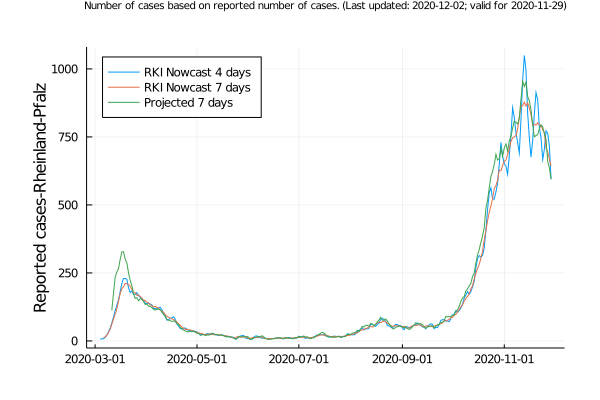 Number of cases based on reported number of cases. (Last updated: 2020-12-02; valid for 2020-11-29)
RKI Nowcast 4 days
RKI Nowcast 7 days
Projected 7 days
Reported cases-Rheinland-Pfalz
1000
750
500
250
0
2020-03-01 2020-05-01 2020-07-01 2020-09-01 2020-11-01